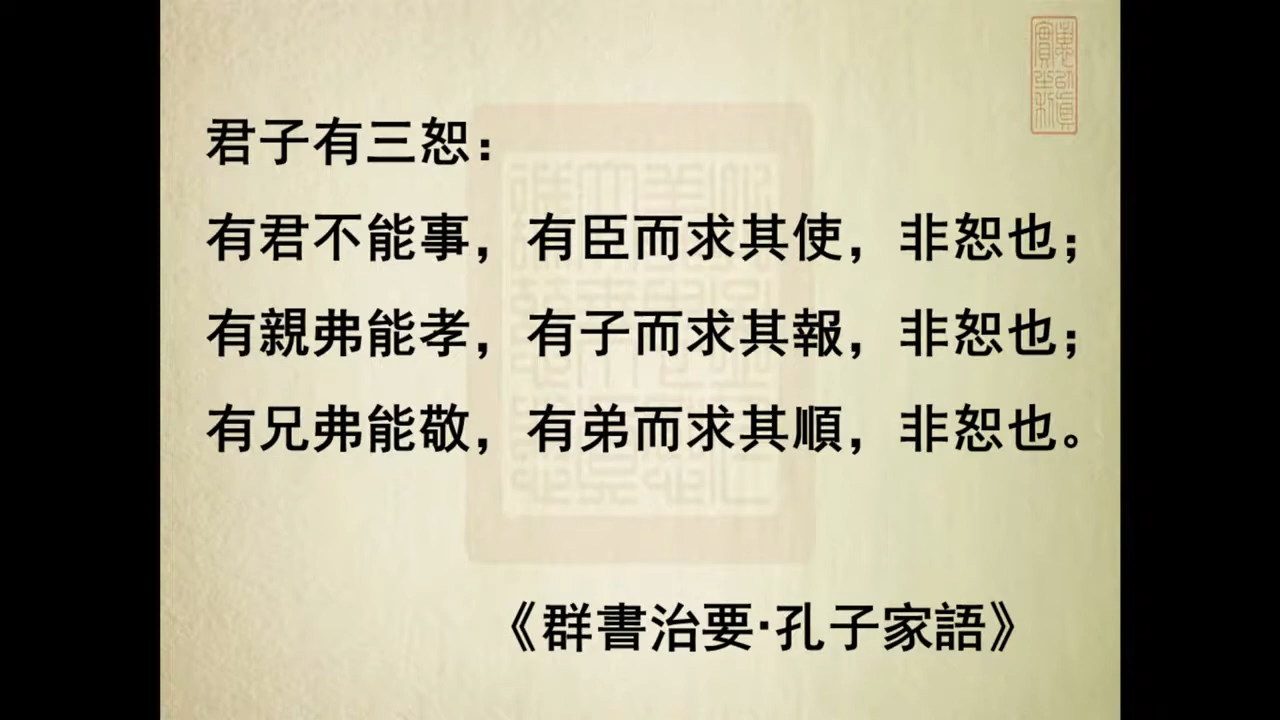 君子有三恕：
有君不能事，有臣而求其使，非恕也；
有親弗能孝，有子而求其報，非恕也；
有兄弗能敬，有弟而求其順，非恕也。
《群書治要·孔子家語》